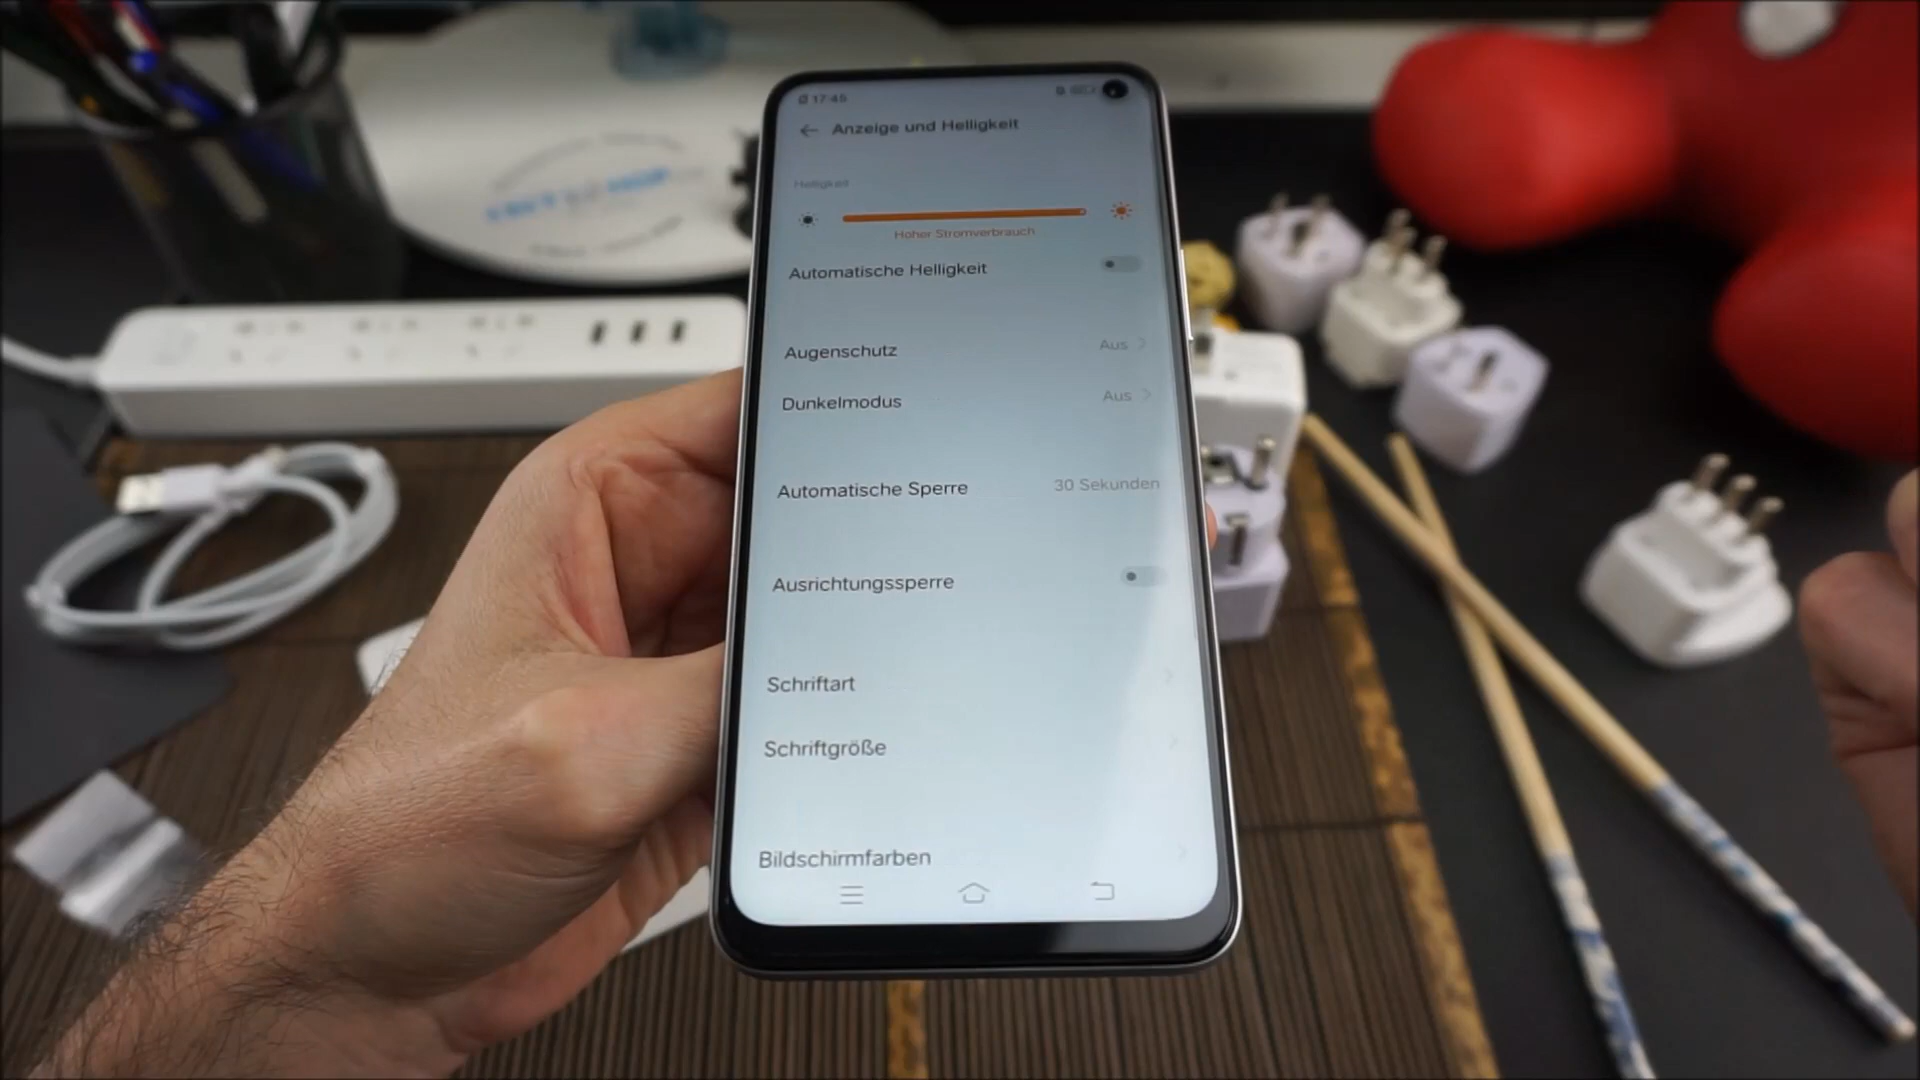 17:45
Anzeige und Helligkeit
Helligkeit
Hoher Stromverbrauch
Automatische Helligkeit
Augenschutz Aus
Dunkelmodus Aus
Automatische Sperre 30 Sekunden
Ausrichtungssperre
Schriftart
Schriftgröße
Bildschirmfarben